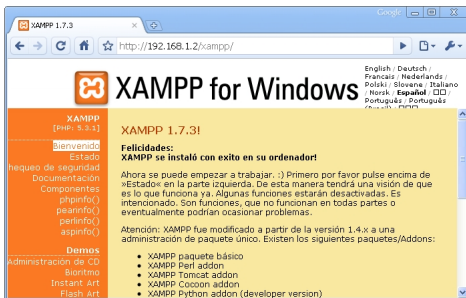 Google
XAMPP 1.7.3
http://192.168.1.2/xampp/
XAMPP for Windows
English / Deutsch /
Francais / Nederlands /
Polski / Slovene / Italiano
/ Norsk / Español / /
Português / Português
XAMPP
[PHP: 5.3.1]
Bienvenido
Estado
hequeo de seguridad
Documentación
Componentes
phpinfo()
pearinfo()
perlinfo()
aspinfo()
Demos
Administración de CD
Bioritmo
Instant Art
Flash Art
XAMPP 1.7.3!
Felicidades:
XAMPP se instaló con exito en su ordenador!
Ahora se puede empezar a trabajar. :) Primero por favor pulse encima de
»Estado« en la parte izquierda. De esta manera tendrá una visión de que
es lo que funciona ya. Algunas funciones estarán desactivadas. Es
intencionado. Son funciones, que no funcionan en todas partes o
eventualmente podrían ocasionar problemas.
Atención: XAMPP fue modificado a partir de la versión 1.4.x a una
administración de paquete único. Existen los siguientes paquetes/Addons:
• XAMPP paquete básico
• XAMPP Perl addon
• XAMPP Tomcat addon
• XAMPP Cocoon addon
• XAMPP Python addon (developer version)